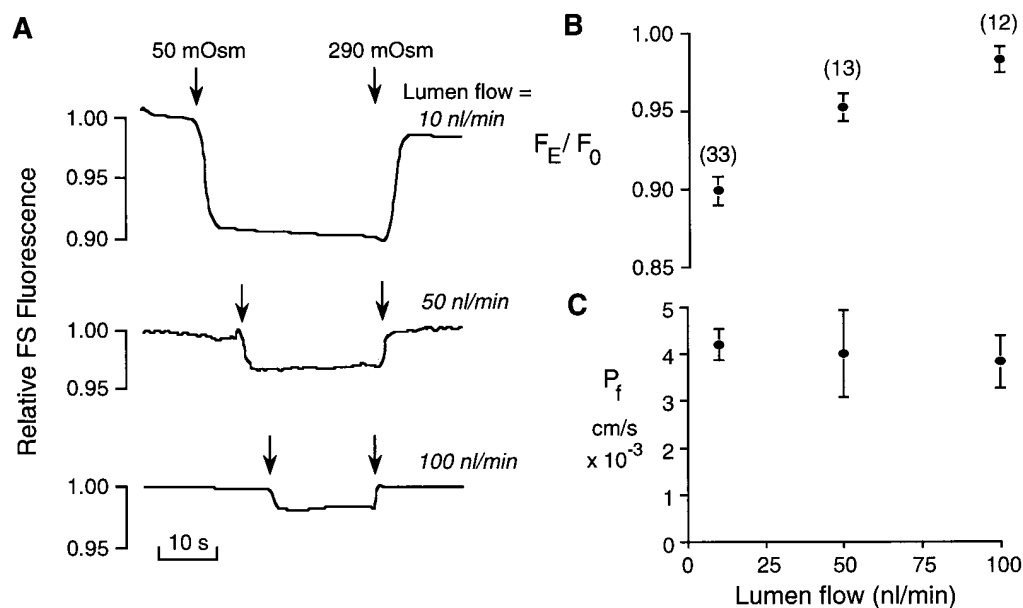 A
50 mOsm
290 mOsm
Lumen flow =
10 nl/min
1.00
0.95
0.90
50 nl/min
1.00
0.95
100 nl/min
1.00
0.95
10 s
Relative FS Fluorescence
B
(12)
(13)
(33)
1.00
0.95
0.90
0.85
FE/F0
C
5
4
3
2
1
0
Pf
cm/s
x 10-3
0
25
50
75
100
Lumen flow (nl/min)